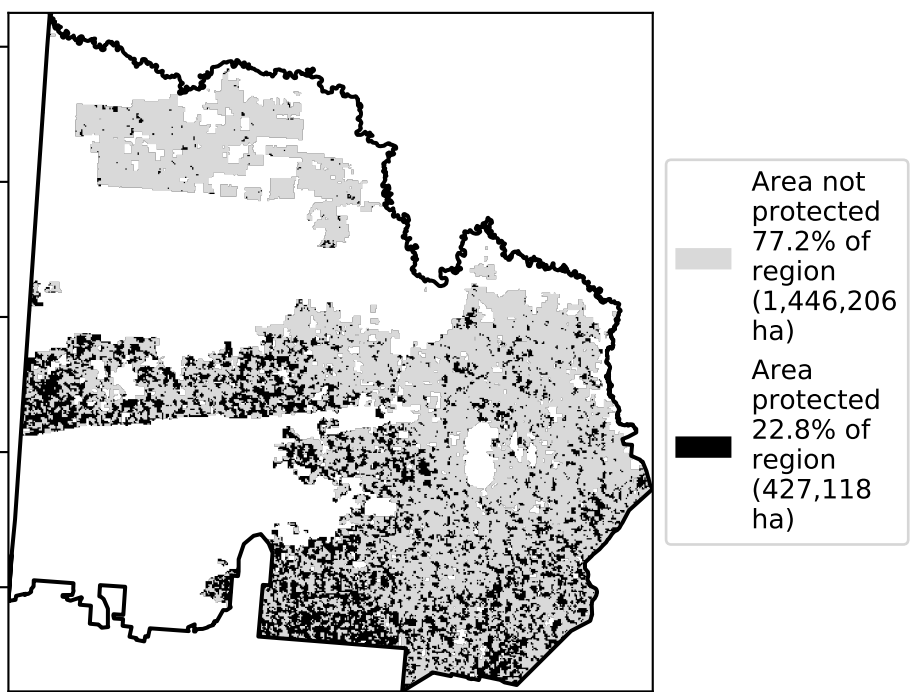 Area not
protected
77.2% of
region
(1,446,206
ha)
Area
protected
22.8% of
region
(427,118
ha)